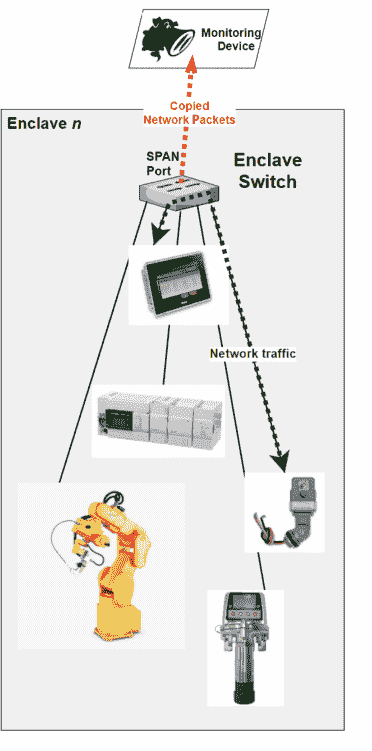 Monitoring
Device
Copied
Network Packets
Enclave n
SPAN
Port
Enclave
Switch
Network traffic